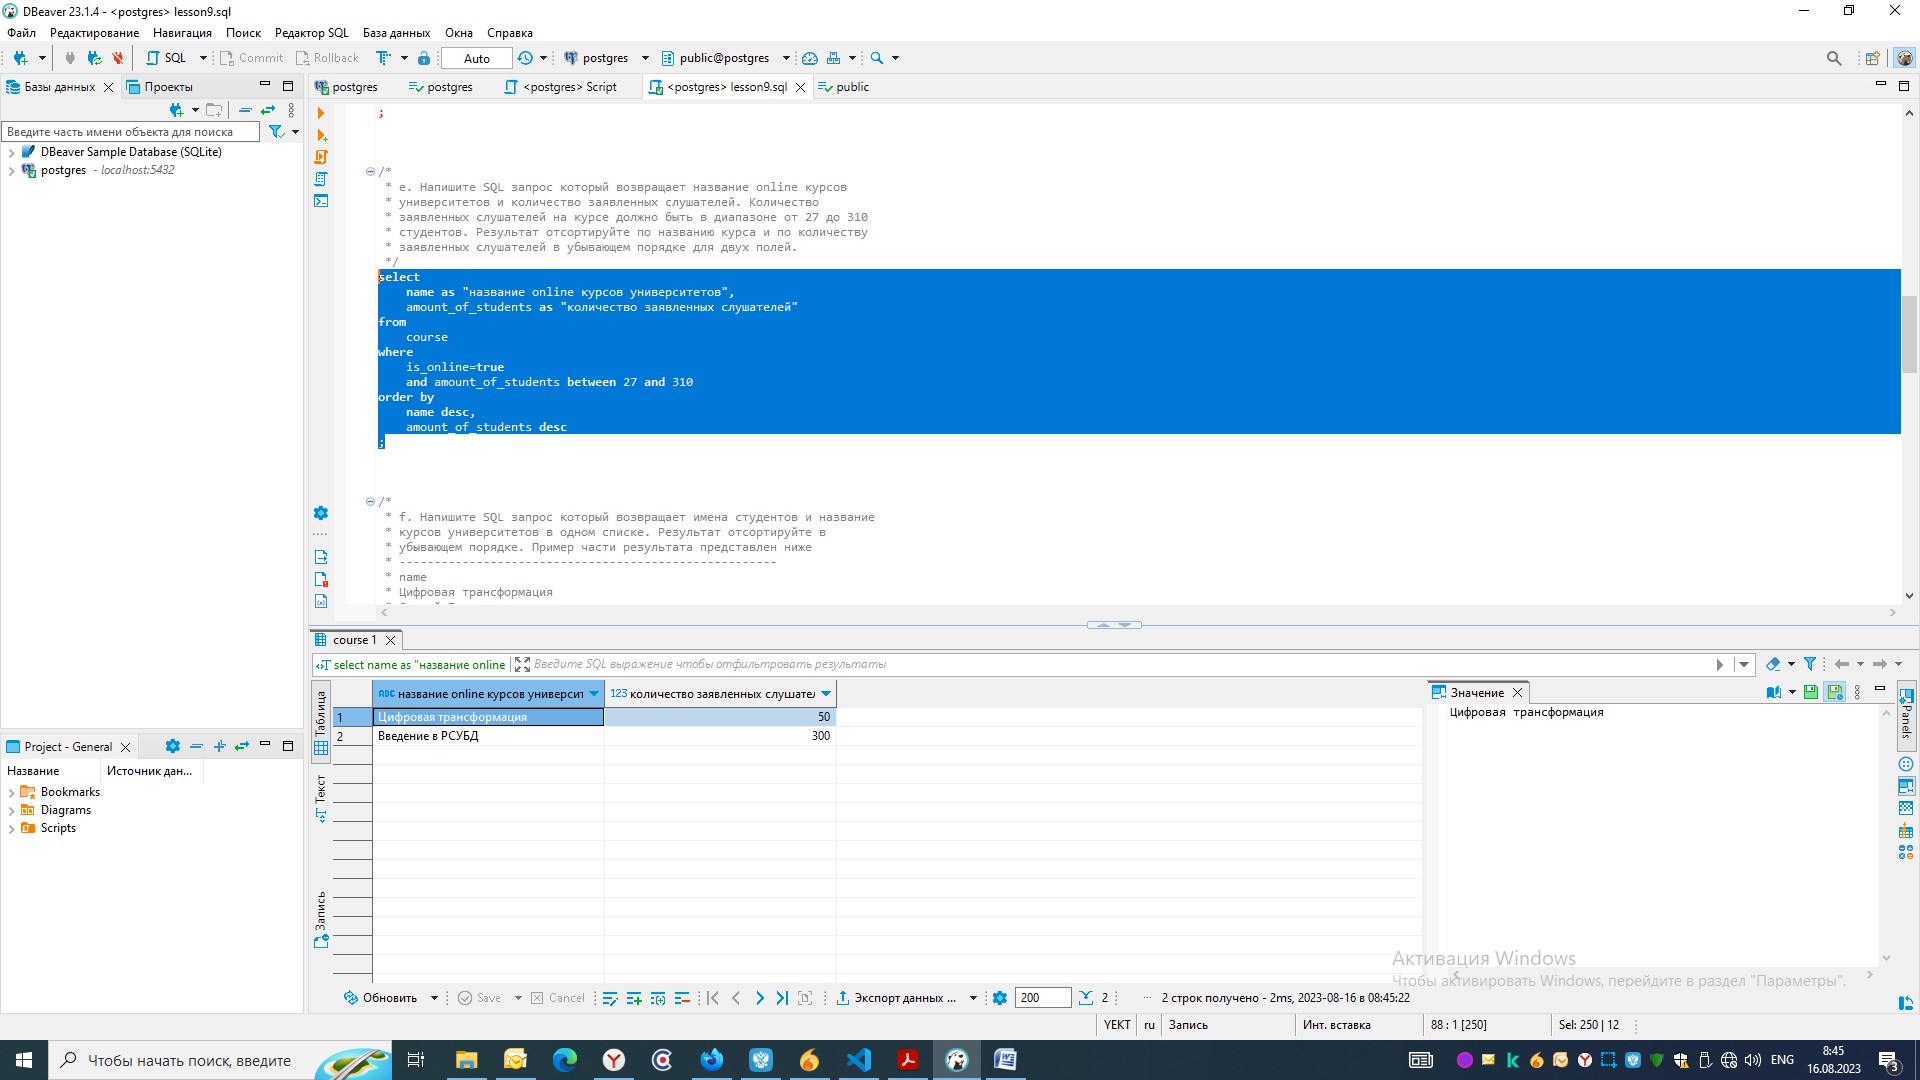 DBeaver 23.1.4 - <postgres> lesson9.sql
Файл Редактирование Навигация Поиск Редактор SQL База данных Окна Справка
SQL Commit Rollback Auto postgres public@postgres
Базы данных Проекты
postgres postgres <postgres> Script <postgres> lesson9.sql public
Введите часть имени объекта для поиска
DBeaver Sample Database (SQLite)
postgres - localhost:5432
;
/*
* e. Напишите SQL запрос который возвращает название online курсов
* университетов и количество заявленных слушателей. Количество
* заявленных слушателей на курсе должно быть в диапазоне от 27 до 310
* студентов. Результат отсортируйте по названию курса и по количеству
* заявленных слушателей в убывающем порядке для двух полей.
*/
select
name as "название online курсов университетов",
amount_of_students as "количество заявленных слушателей"
from
course
where
is_online=true
and amount_of_students between 27 and 310
order by
name desc,
amount_of_students desc
;
/*
* f. Напишите SQL запрос который возвращает имена студентов и название
* курсов университетов в одном списке. Результат отсортируйте в
* убывающем порядке. Пример части результата представлен ниже
* ------------------------------------------------------
* name
* Цифровая трансформация
course 1
select name as "название online
Введите SQL выражение чтобы отфильтровать результаты
Таблица
Текст
Запись
ABC название online курсов университ 123 количество заявленных слушател
1 Цифровая трансформация 50
2 Введение в РСУБД 300
Значение
Цифровая трансформация
Panels
Project - General
Название Источник дан...
Bookmarks
Diagrams
Scripts
Активация Windows
Чтобы активировать Windows, перейдите в раздел "Параметры".
Обновить Save Cancel Экспорт данных ... 200 2 ... 2 строк получено - 2ms, 2023-08-16 в 08:45:22
YEKT ru Запись Инт. вставка 88 : 1 [250] Sel: 250 | 12
Чтобы начать поиск, введите
ENG
8:45
16.08.2023
3